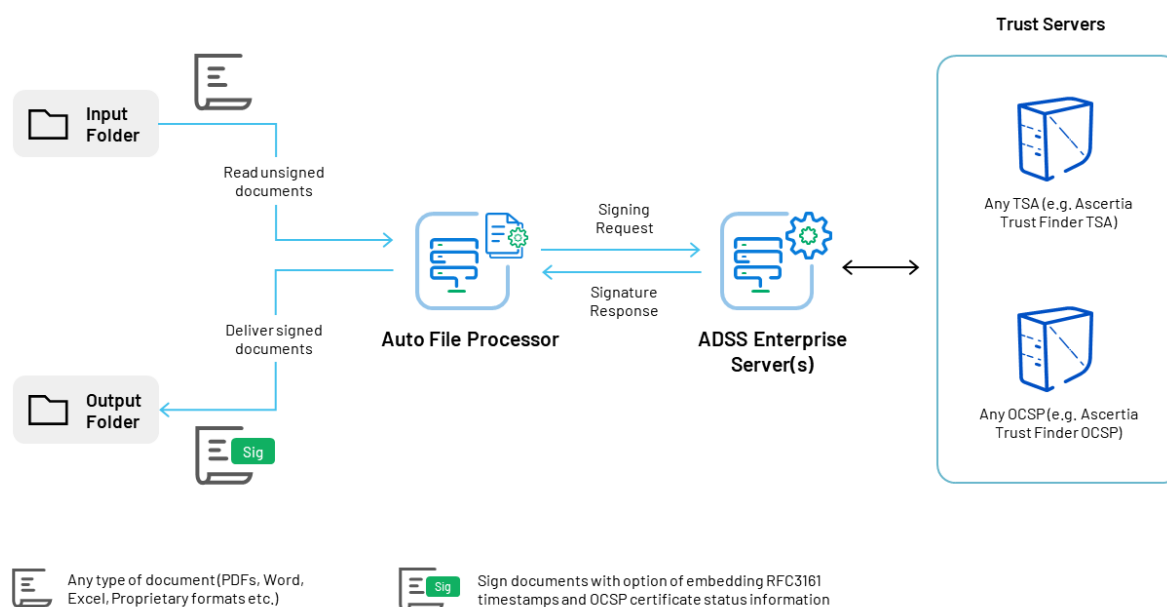 Trust Servers
Input
Folder
Read unsigned
documents
Signing
Request
Any TSA (e.g. Ascertia
Trust Finder TSA)
Signature
Response
Deliver signed
documents
Auto File Processor
ADSS Enterprise
Server(s)
Output
Folder
Sig
Any OCSP (e.g. Ascertia
Trust Finder OCSP)
Any type of document (PDFs, Word,
Excel, Proprietary formats etc.)
Sig
Sign documents with option of embedding RFC3161
timestamps and OCSP certificate status information